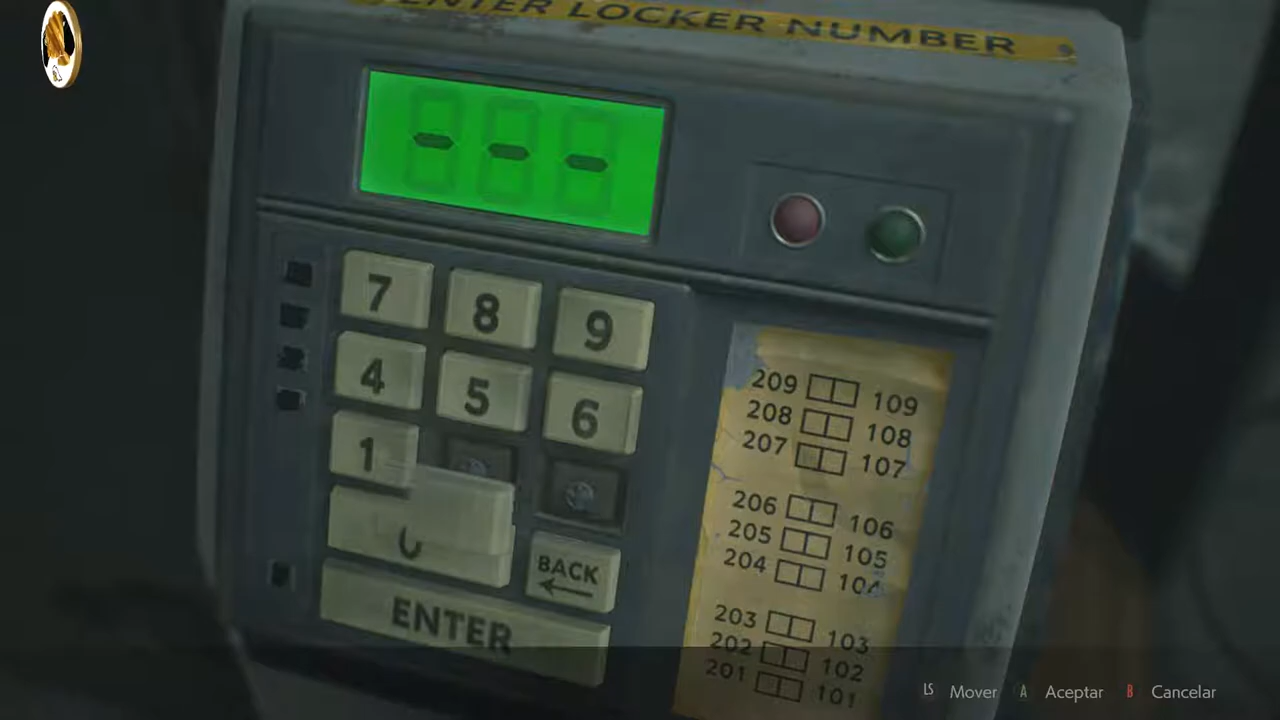 ENTER LOCKER NUMBER
- - -
7 8 9
4 5 6
1
0
BACK
ENTER
209 109
208 108
207 107
206 106
205 105
204 104
203 103
202 102
201 101
LS Mover A Aceptar B Cancelar